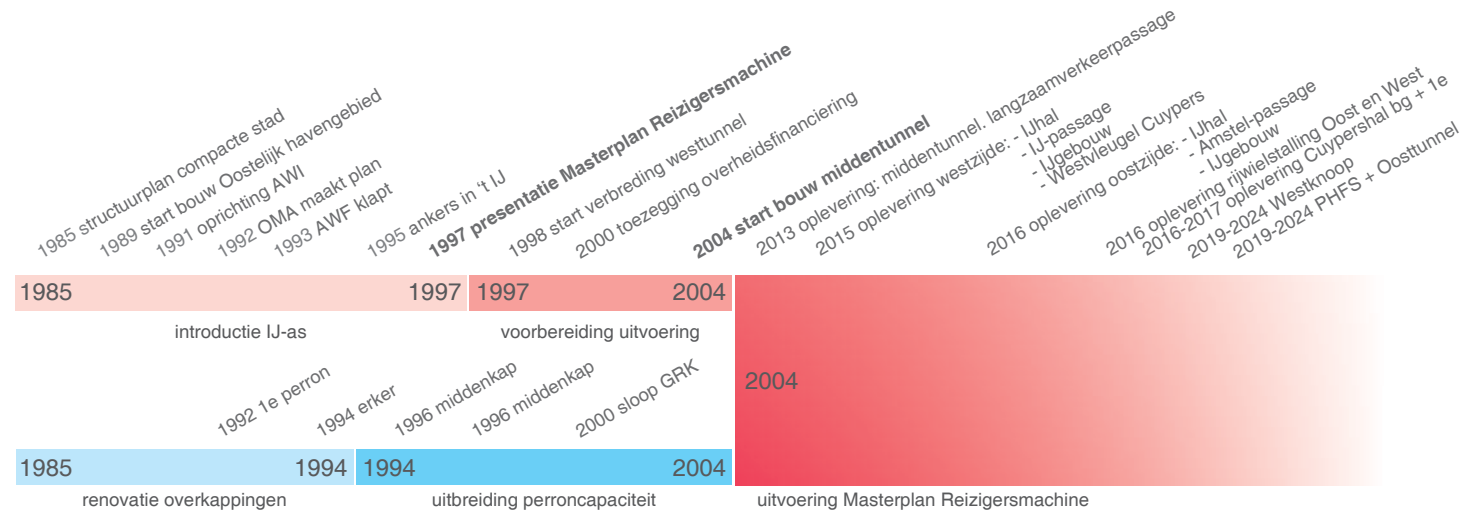 1985 structuurplan compacte stad
1989 start bouw Oostelijk havengebied
1991 oprichting AWI
1992 OMA maakt plan
1993 AWF klapt
1995 ankers in ‘t IJ
1997 presentatie Masterplan Reizigersmachine
1998 start verbreding westtunnel
2000 toezegging overheidsfinanciering
2004 start bouw middentunnel
2013 oplevering: middentunnel. langzaamverkeerpassage
2015 oplevering westzijde: - IJhal
- IJ-passage
- IJgebouw
- Westvleugel Cuypers
2016 oplevering oostzijde: - IJhal
- Amstel-passage
- IJgebouw
2016 oplevering rijwielstalling Oost en West
2016-2017 oplevering Cuypershal bg + 1e
2019-2024 Westknoop
2019-2024 PHFS + Oosttunnel
1985 1997 1997 2004
introductie IJ-as voorbereiding uitvoering
2004
1992 1e perron
1994 erker
1996 middenkap
1996 middenkap
2000 sloop GRK
1985 1994 1994 2004
renovatie overkappingen uitbreiding perroncapaciteit uitvoering Masterplan Reizigersmachine